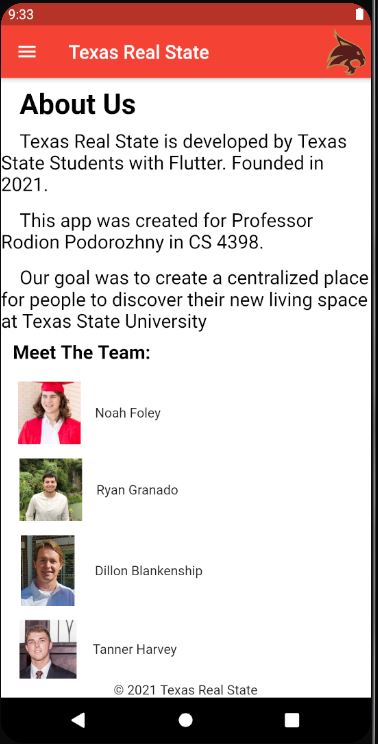 9:33
Texas Real State
About Us
Texas Real State is developed by Texas
State Students with Flutter. Founded in
2021.
This app was created for Professor
Rodion Podorozhny in CS 4398.
Our goal was to create a centralized place
for people to discover their new living space
at Texas State University
Meet The Team:
Noah Foley
Ryan Granado
Dillon Blankenship
Tanner Harvey
© 2021 Texas Real State